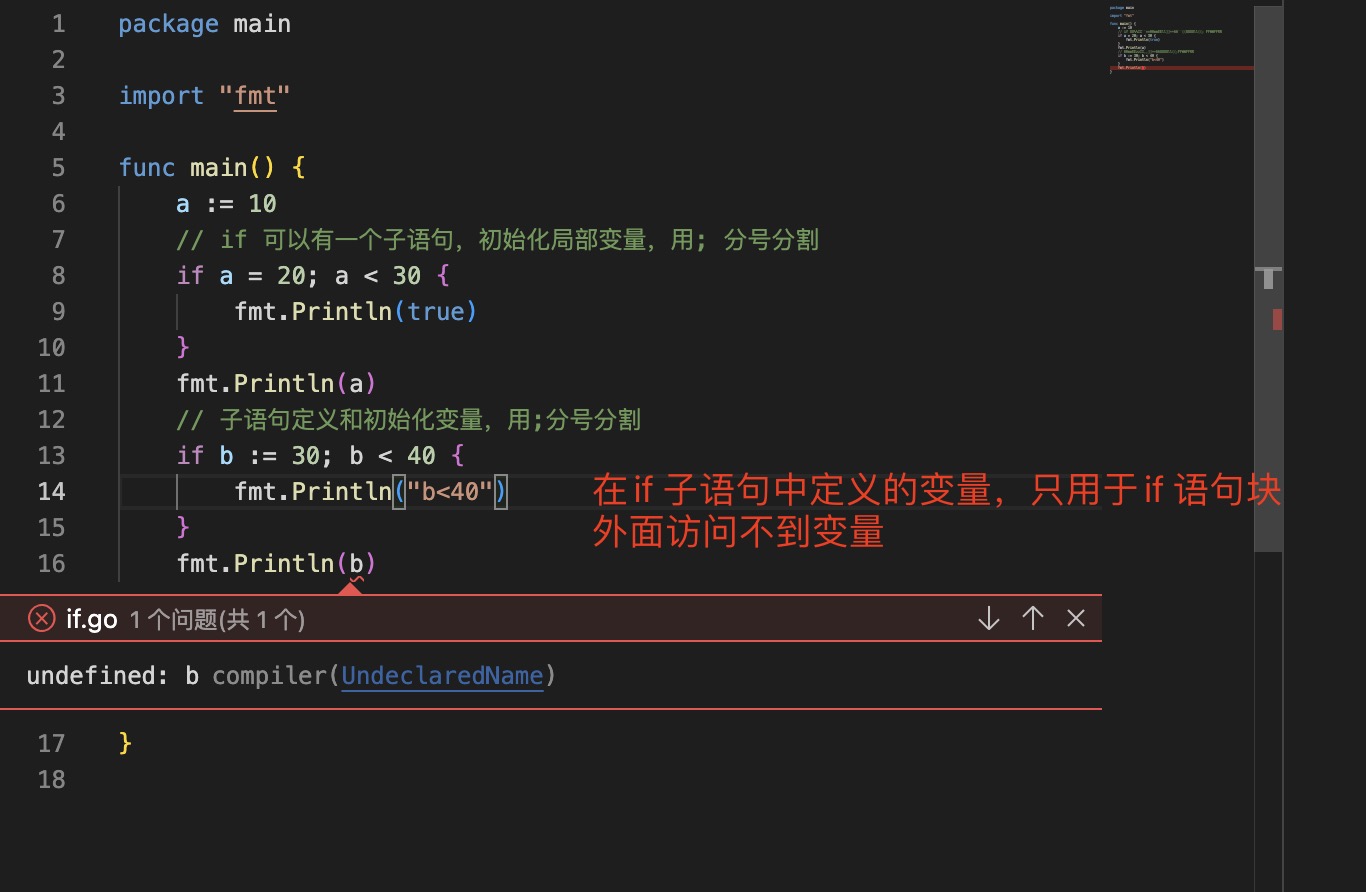 1 package main
2
3 import "fmt"
4
5 func main() {
6 a := 10
7 // if 可以有一个子语句，初始化局部变量，用; 分号分割
8 if a = 20; a < 30 {
9 fmt.Println(true)
10 }
11 fmt.Println(a)
12 // 子语句定义和初始化变量，用;分号分割
13 if b := 30; b < 40 {
14 fmt.Println("b<40")
在if 子语句中定义的变量，只用于if 语句块
外面访问不到变量
15 }
16 fmt.Println(b)
if.go 1 个问题(共 1 个)
undefined: b compiler(UndeclaredName)
17 }
18